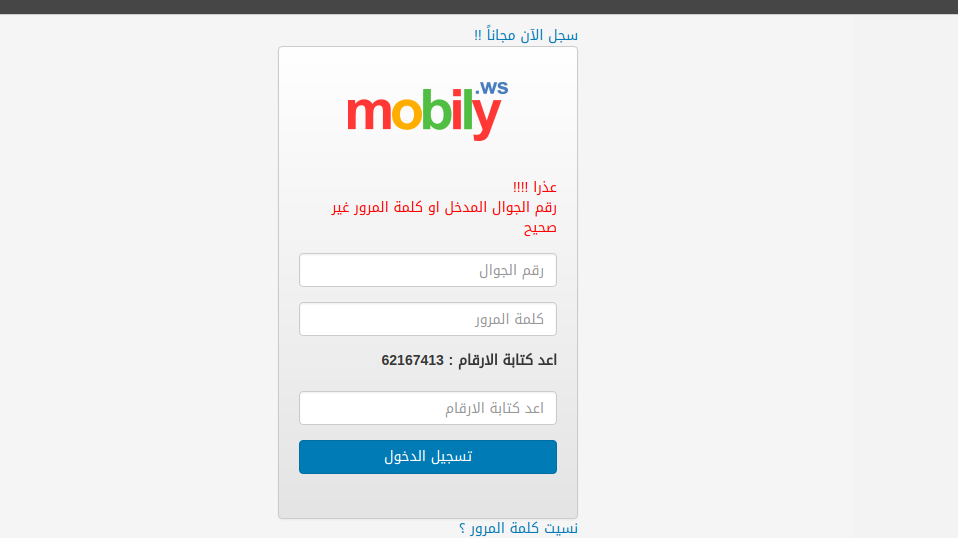 سجل الآن مجاناً !!
mobily.ws
عذرا !!!!
رقم الجوال المدخل او كلمة المرور غير
صحيح
رقم الجوال
كلمة المرور
اعد كتابة الارقام : 62167413
اعد كتابة الارقام
تسجيل الدخول
نسيت كلمة المرور ؟